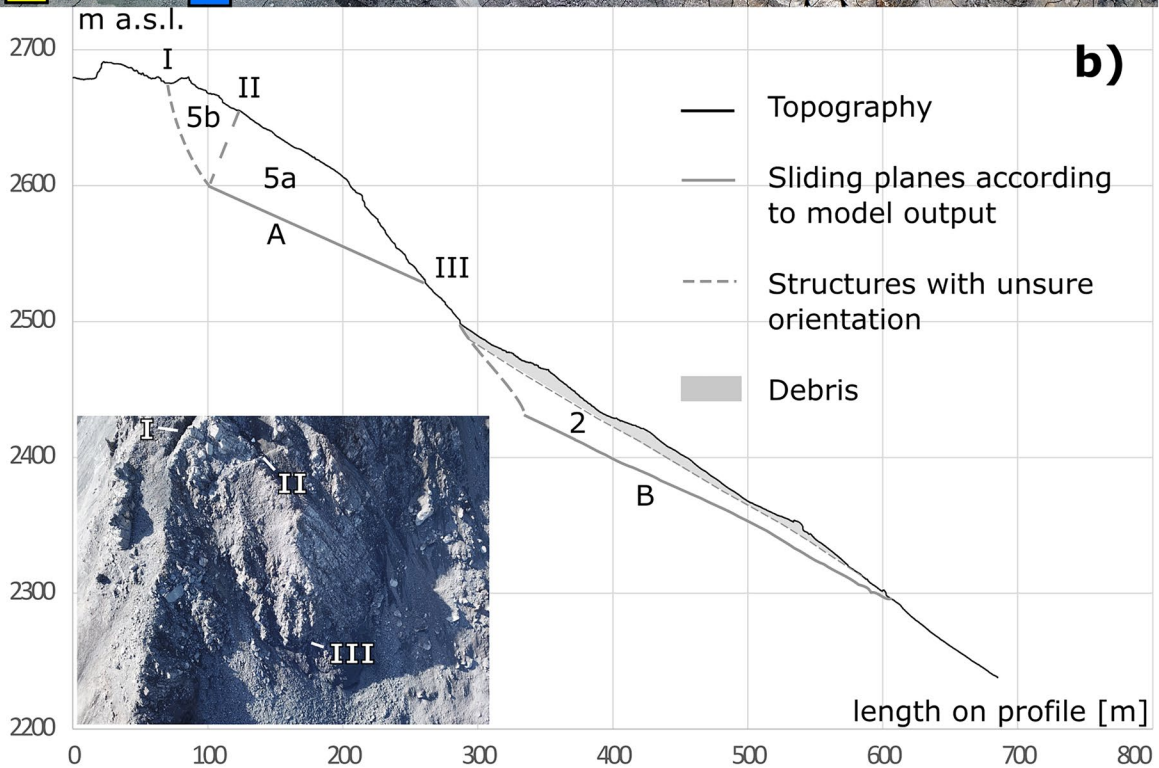 m a.s.l.
b)
2700
2600
2500
2400
2300
2200
I
II
5b
5a
A
III
2
B
Topography
Sliding planes according
to model output
Structures with unsure
orientation
Debris
I
II
III
length on profile [m]
0 100 200 300 400 500 600 700 800